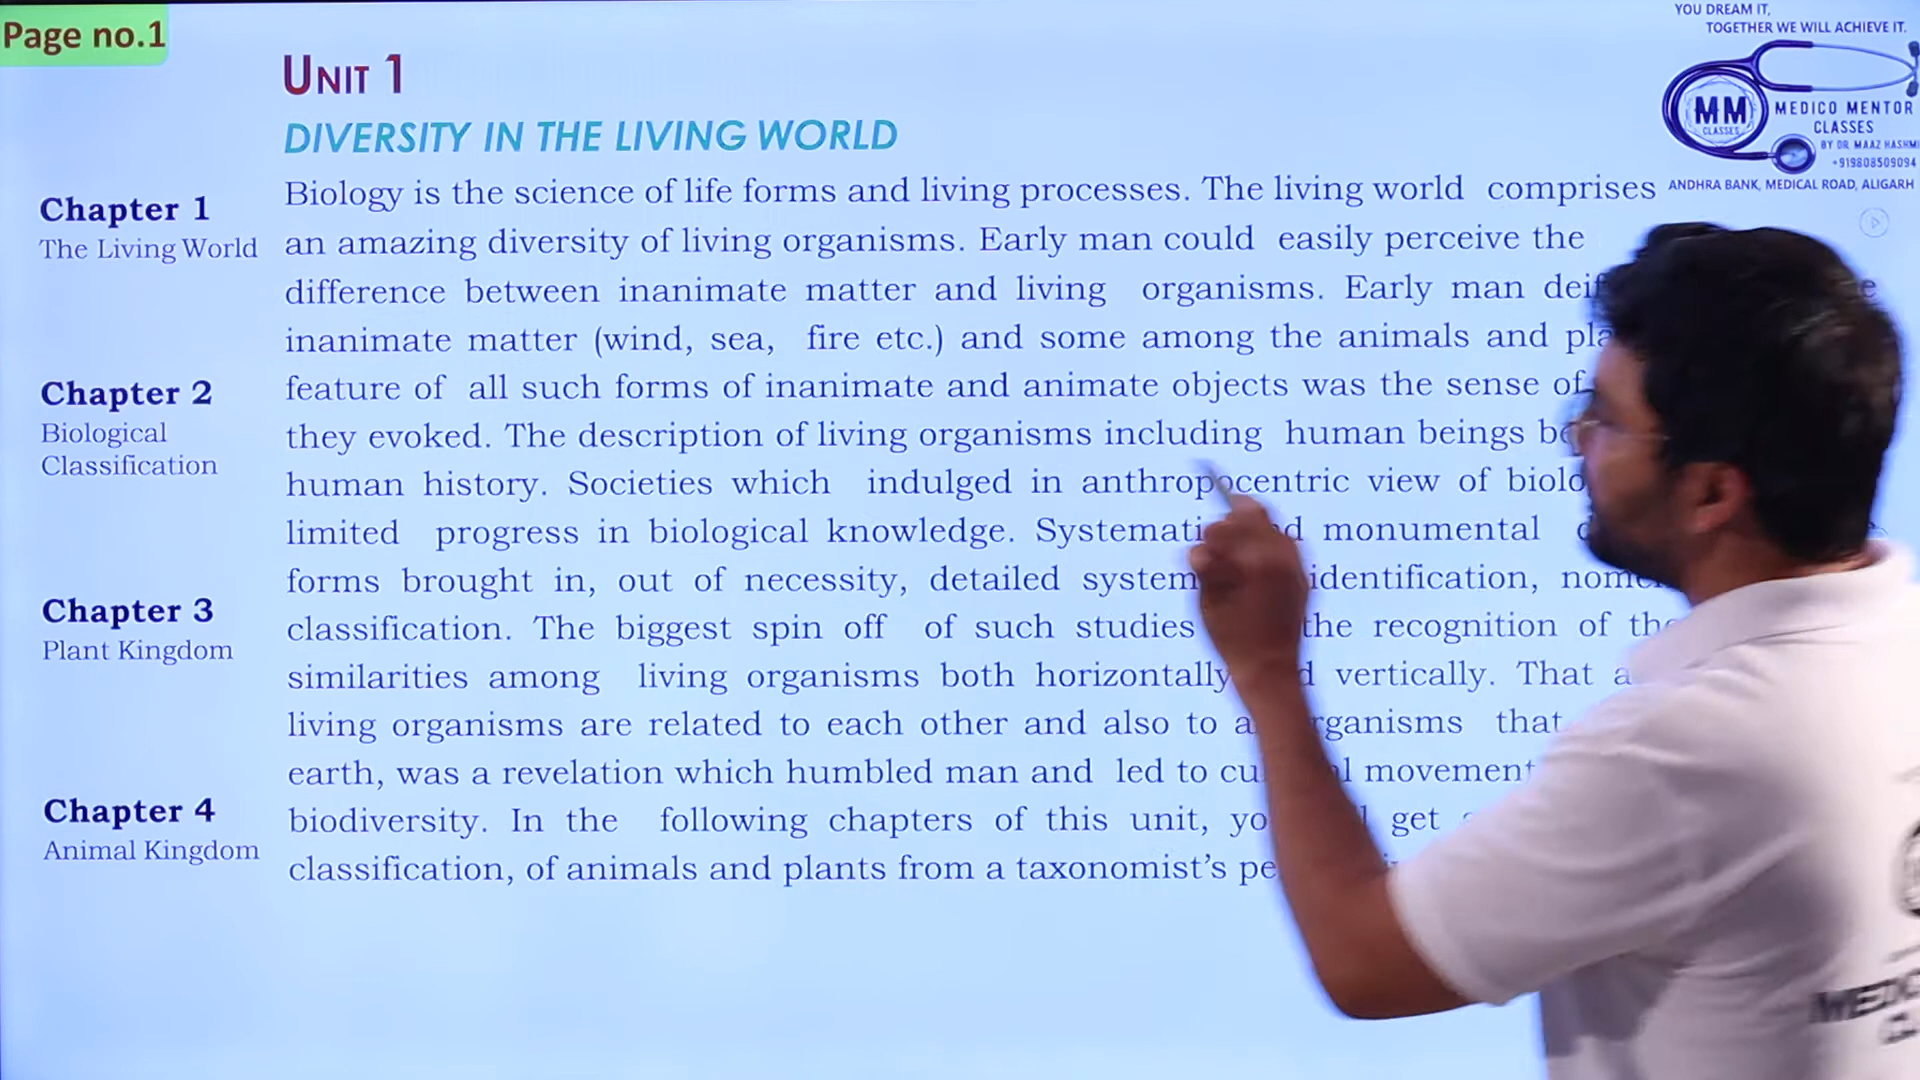 Page no.1
YOU DREAM IT,
TOGETHER WE WILL ACHIEVE IT.
MM
CLASSES
MEDICO MENTOR
CLASSES
BY DR MAAZ HASHMI
+919808509094
ANDHRA BANK, MEDICAL ROAD, ALIGARH
UNIT 1
DIVERSITY IN THE LIVING WORLD
Chapter 1
The Living World
Chapter 2
Biological
Classification
Chapter 3
Plant Kingdom
Chapter 4
Animal Kingdom
Biology is the science of life forms and living processes. The living world comprises
an amazing diversity of living organisms. Early man could easily perceive the
difference between inanimate matter and living organisms. Early man
inanimate matter (wind, sea, fire etc.) and some among the animals and
feature of all such forms of inanimate and animate objects was the sense of
they evoked. The description of living organisms including human beings
human history. Societies which indulged in anthropocentric view of
limited progress in biological knowledge. monumental
forms brought in, out of necessity, detailed identification,
classification. The biggest spin off of such studies the recognition of
similarities among living organisms both horizontally vertically. That
living organisms are related to each other and also to that
earth, was a revelation which humbled man and led to
biodiversity. In the following chapters of this unit, get
classification, of animals and plants from a taxonomist's